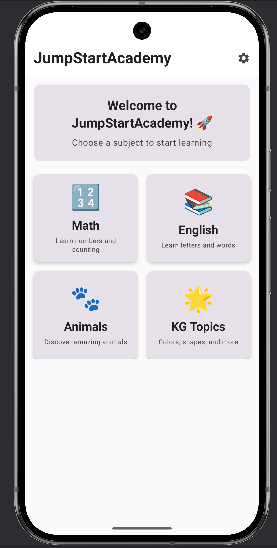 JumpStartAcademy
Welcome to
JumpStartAcademy! 🚀
Choose a subject to start learning
🔢
Math
Learn numbers and
counting
English
Learn letters and words
Animals
Discover amazing animals
KG Topics
Colors, shapes, and more